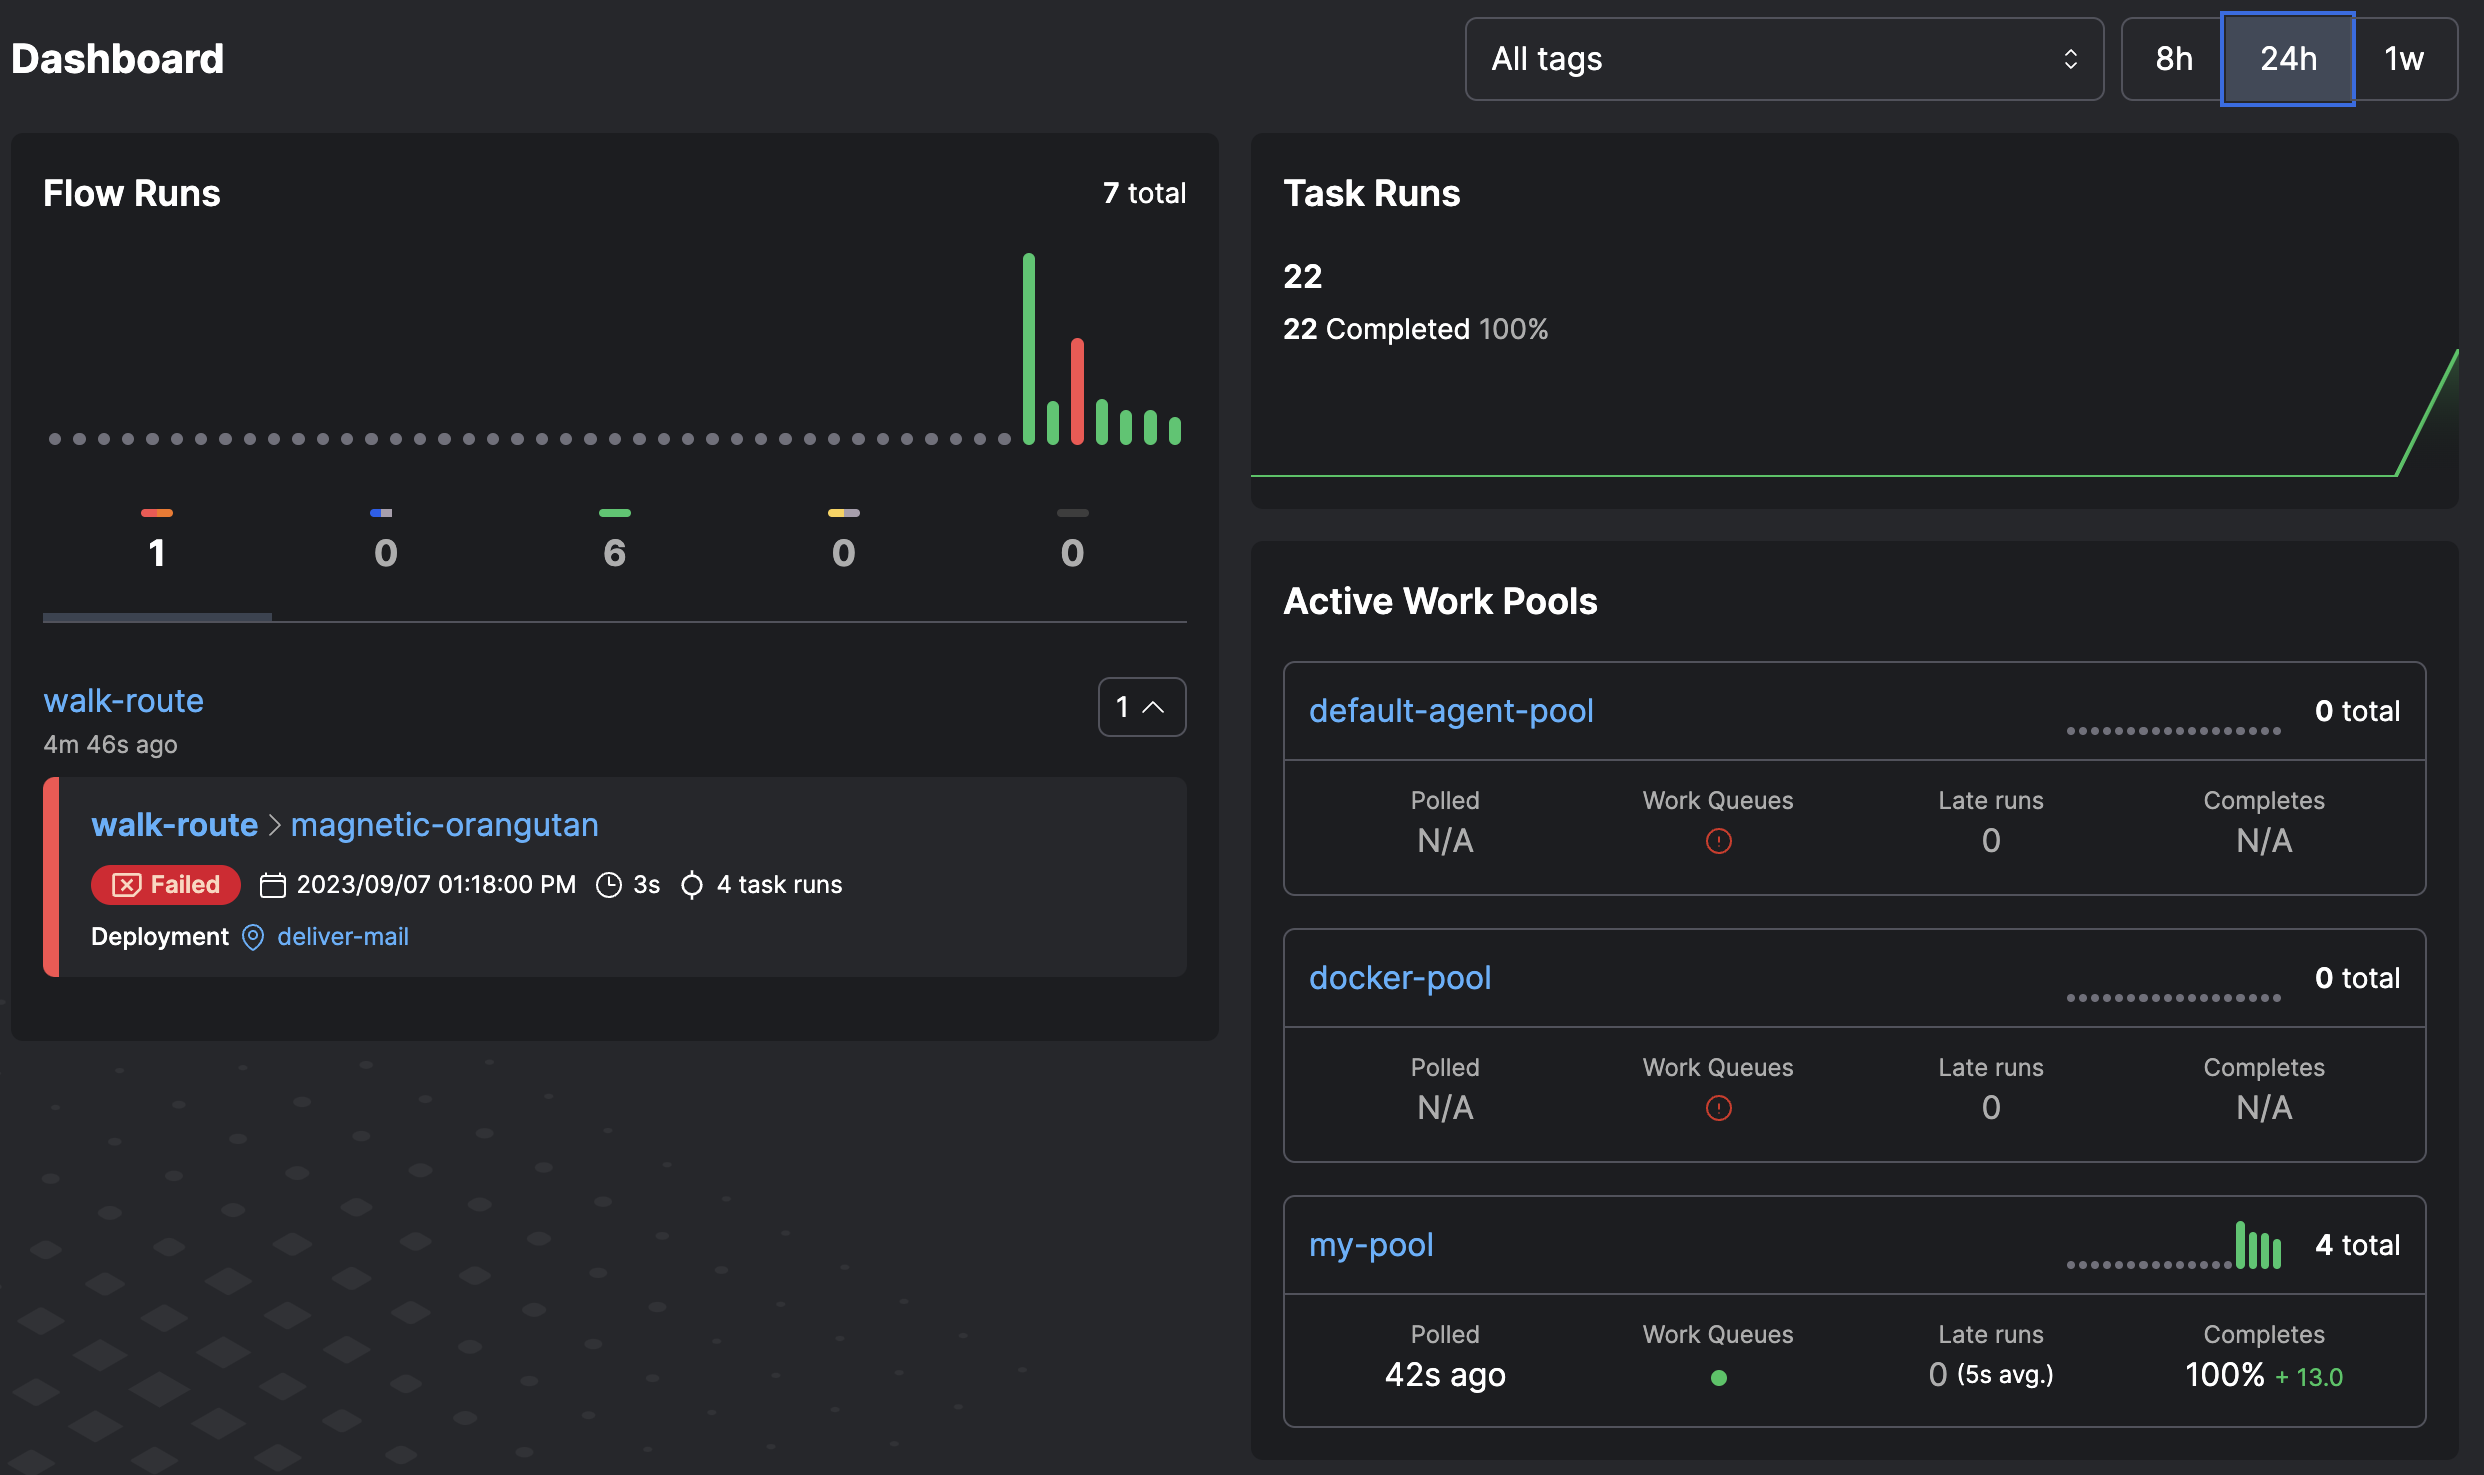 Dashboard
All tags
8h 24h 1w
Flow Runs
7 total
1 0 6 0 0
walk-route
4m 46s ago
1
walk-route magnetic-orangutan
Failed 2023/09/07 01:18:00 PM 3s 4 task runs
Deployment deliver-mail
Task Runs
22
22 Completed 100%
Active Work Pools
default-agent-pool
0 total
Polled Work Queues Late runs Completes
N/A 0 N/A
docker-pool
0 total
Polled Work Queues Late runs Completes
N/A 0 N/A
my-pool
4 total
Polled Work Queues Late runs Completes
42s ago 0 (5s avg.) 100% + 13.0